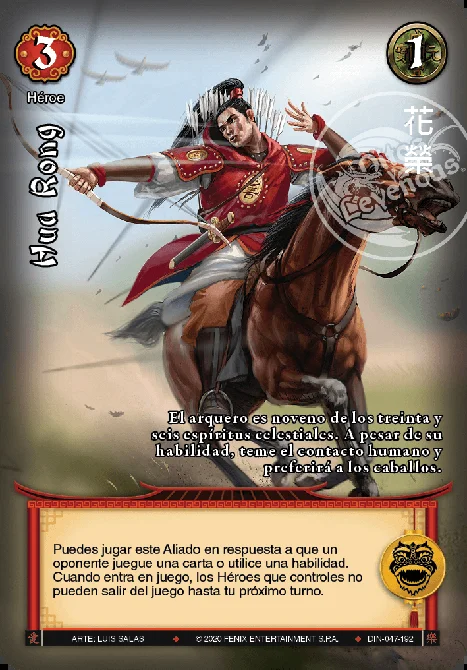 3
1
Héroe
Hua Rong
花
榮
Leyendas.
El arquero es noveno de los treinta y
seis espíritus celestiales. A pesar de su
habilidad, teme el contacto humano y
preferirá a los caballos.
Puedes jugar este Aliado en respuesta a que un
oponente juegue una carta o utilice una habilidad.
Cuando entra en juego, los Héroes que controles no
pueden salir del juego hasta tu próximo turno.
ARTE: LUIS SALAS ◆ © 2020 FENIX ENTERTAINMENT S.P.A. ◆ DIN-047-192